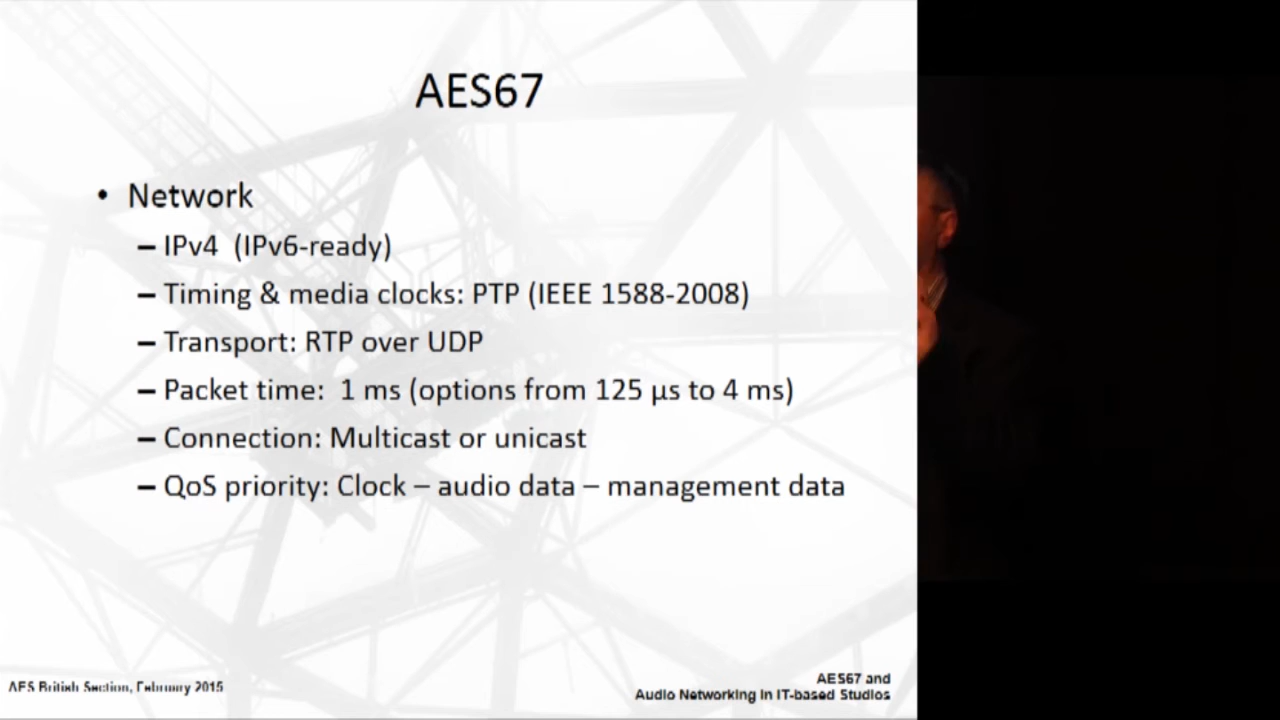 AES67
• Network
– IPv4 (IPv6-ready)
– Timing & media clocks: PTP (IEEE 1588-2008)
– Transport: RTP over UDP
– Packet time: 1 ms (options from 125 µs to 4 ms)
– Connection: Multicast or unicast
– QoS priority: Clock – audio data – management data
AES British Section, February 2015
AES67 and
Audio Networking in IT-based Studios